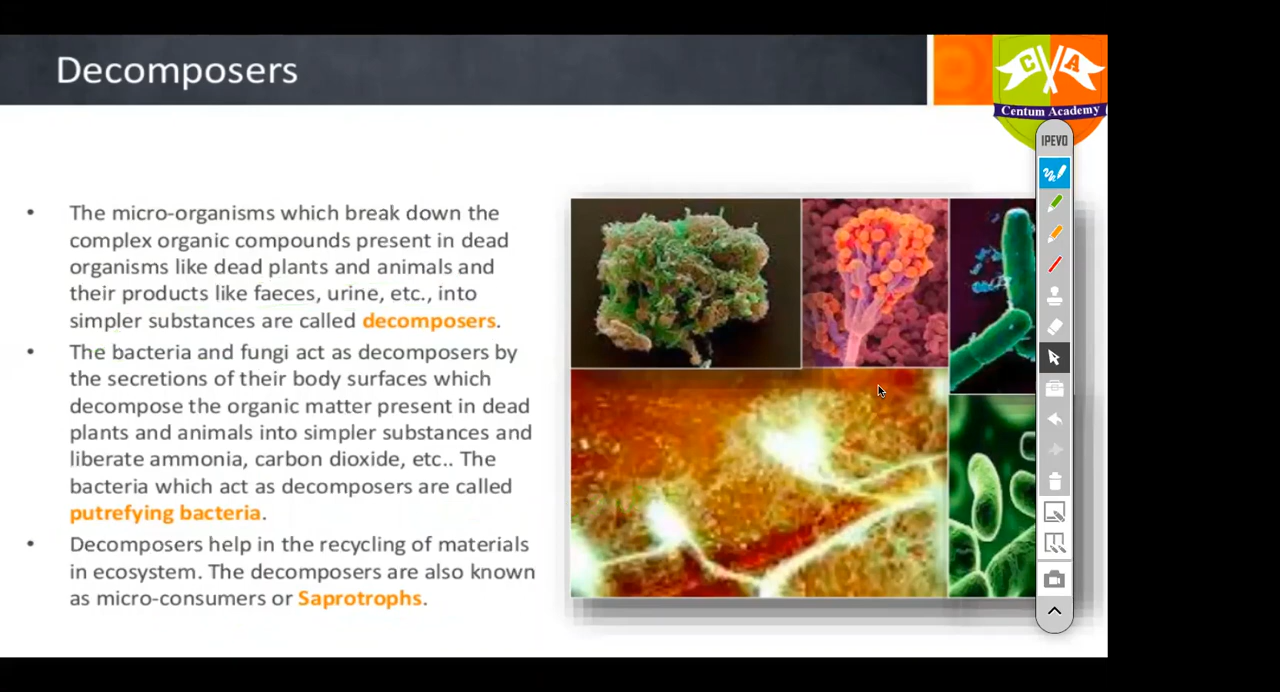 Decomposers
C A
Centum Academy
IPEVO
• The micro-organisms which break down the
complex organic compounds present in dead
organisms like dead plants and animals and
their products like faeces, urine, etc., into
simpler substances are called decomposers.
• The bacteria and fungi act as decomposers by
the secretions of their body surfaces which
decompose the organic matter present in dead
plants and animals into simpler substances and
liberate ammonia, carbon dioxide, etc.. The
bacteria which act as decomposers are called
putrefying bacteria.
• Decomposers help in the recycling of materials
in ecosystem. The decomposers are also known
as micro-consumers or Saprotrophs.